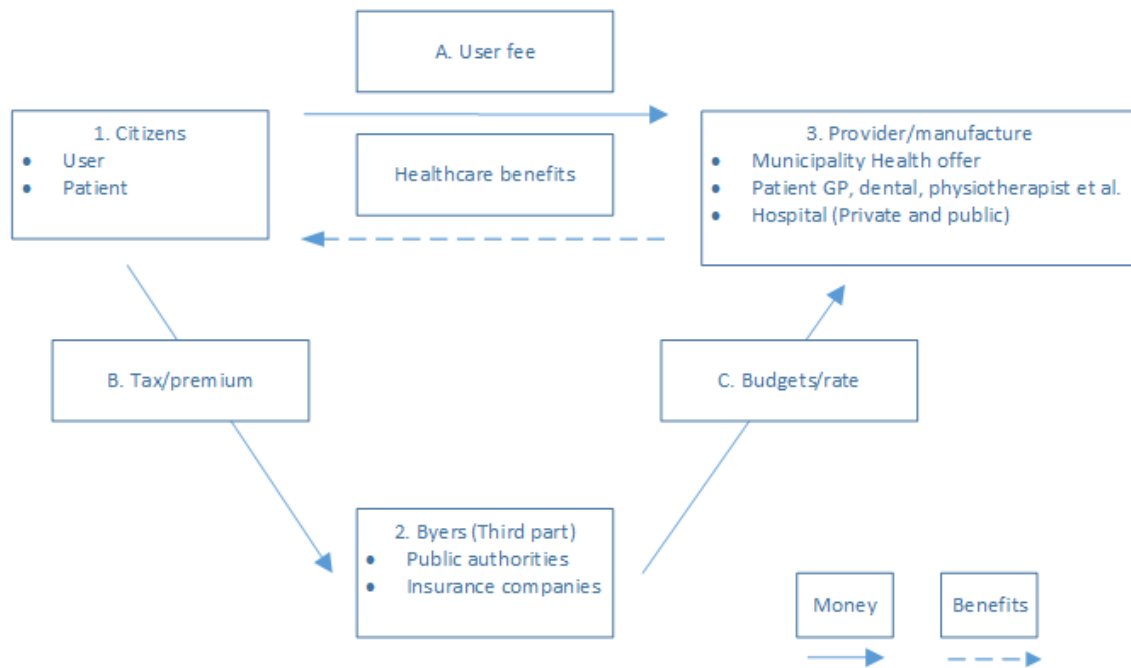 A. User fee
1. Citizens
• User
• Patient
Healthcare benefits
3. Provider/manufacture
• Municipality Health offer
• Patient GP, dental, physiotherapist et al.
• Hospital (Private and public)
B. Tax/premium
C. Budgets/rate
2. Byers (Third part)
• Public authorities
• Insurance companies
Money
Benefits